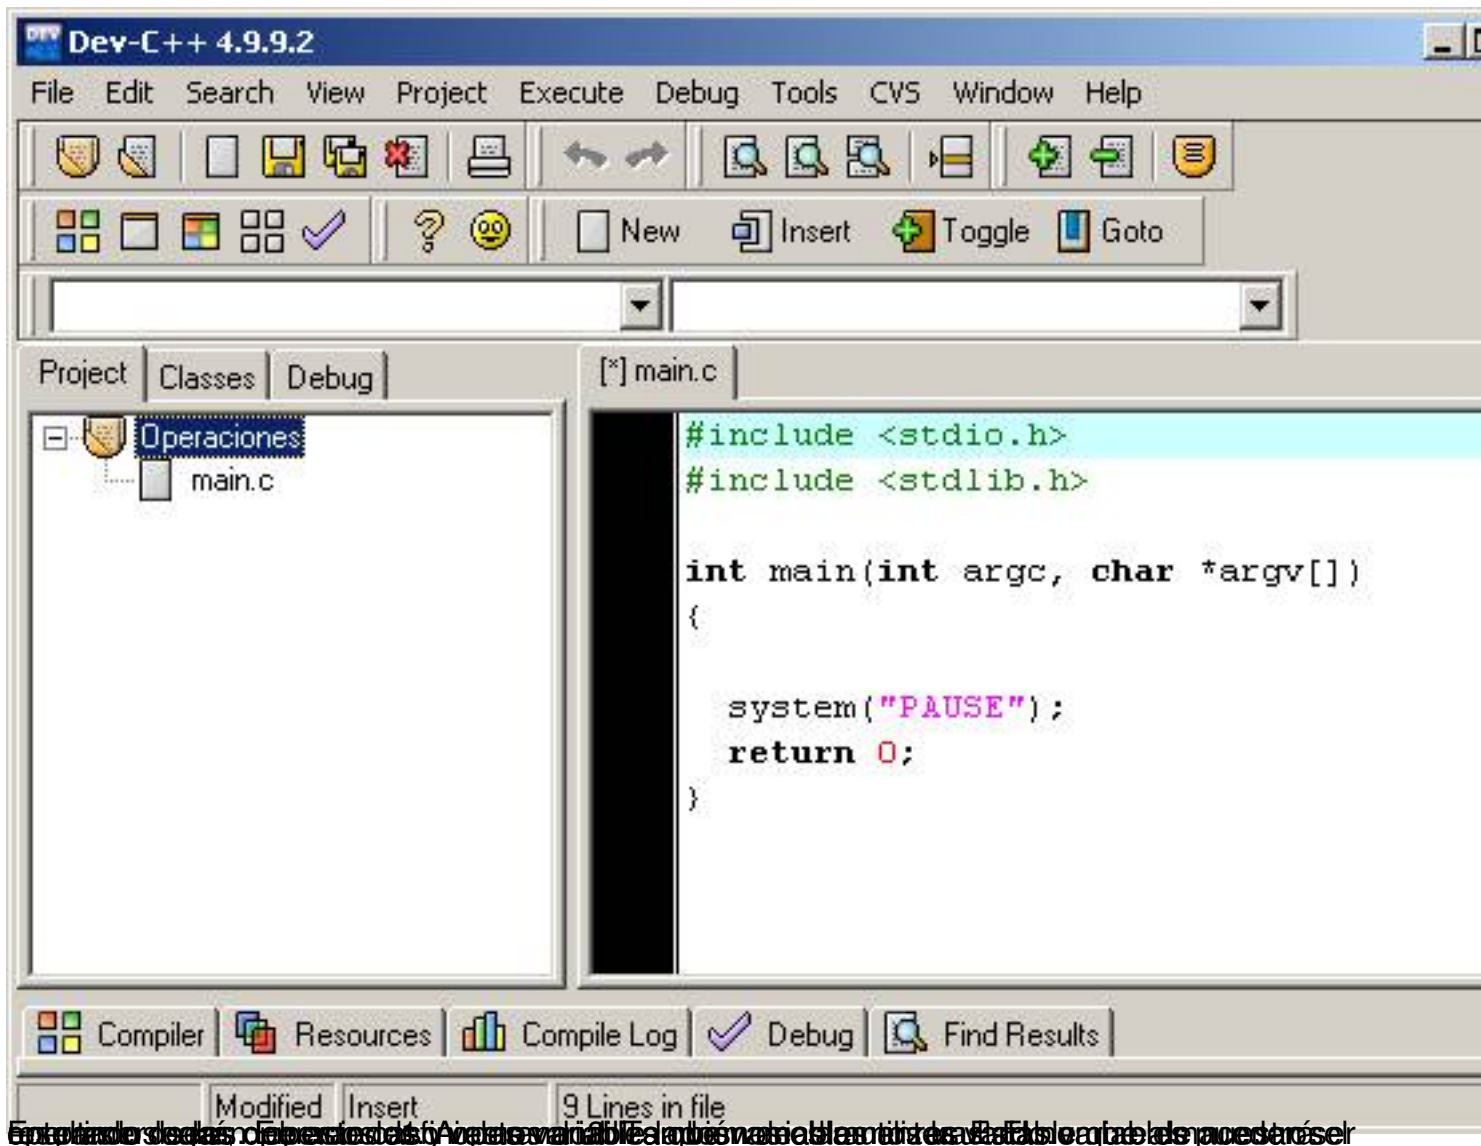 Dev-C++ 4.9.9.2
File Edit Search View Project Execute Debug Tools CVS Window Help
New Insert Toggle Goto
Project Classes Debug
[*] main.c
Operaciones
main.c
#include <stdio.h>
#include <stdlib.h>
int main(int argc, char *argv[])
{
system("PAUSE");
return 0;
}
Compiler Resources Compile Log Debug Find Results
Modified Insert 9 Lines in file